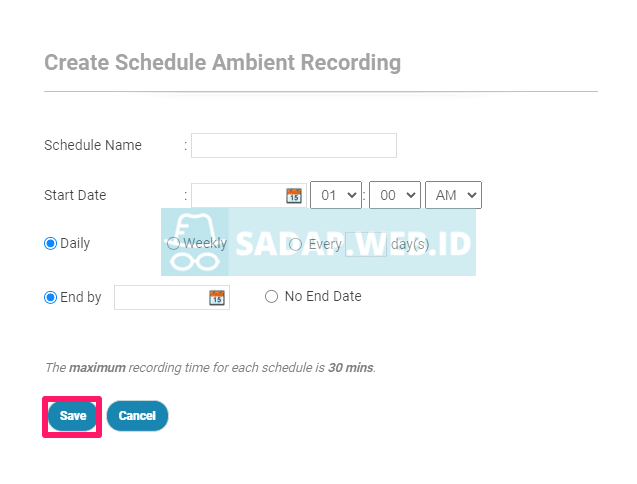 Create Schedule Ambient Recording
Schedule Name :
Start Date : 15 01 : 00 AM
Daily Weekly Every day(s)
SADAP.WEB.ID
End by 15 No End Date
The maximum recording time for each schedule is 30 mins.
Save Cancel